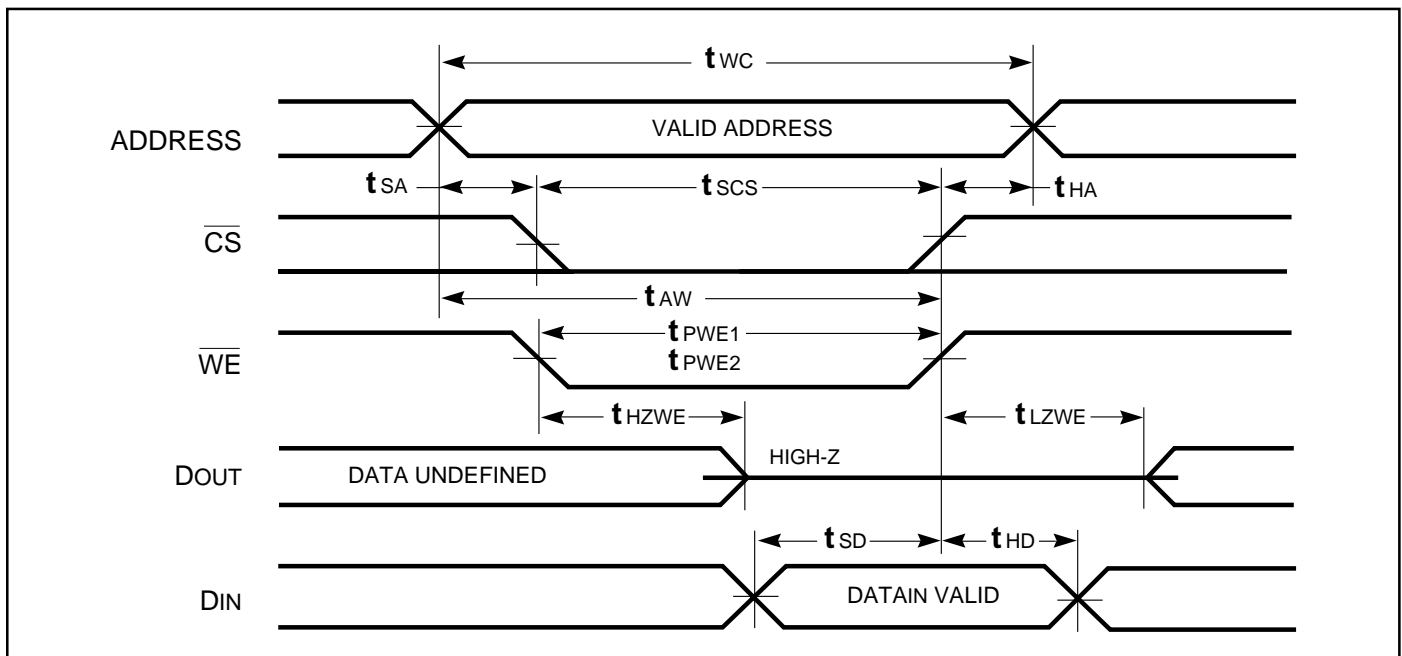 tWC
ADDRESS
VALID ADDRESS
tSA
tSCS
tHA
CS
tAW
WE
tPWE1
tPWE2
tHZWE
tLZWE
DOUT
DATA UNDEFINED
HIGH-Z
tSD
tHD
DIN
DATAIN VALID